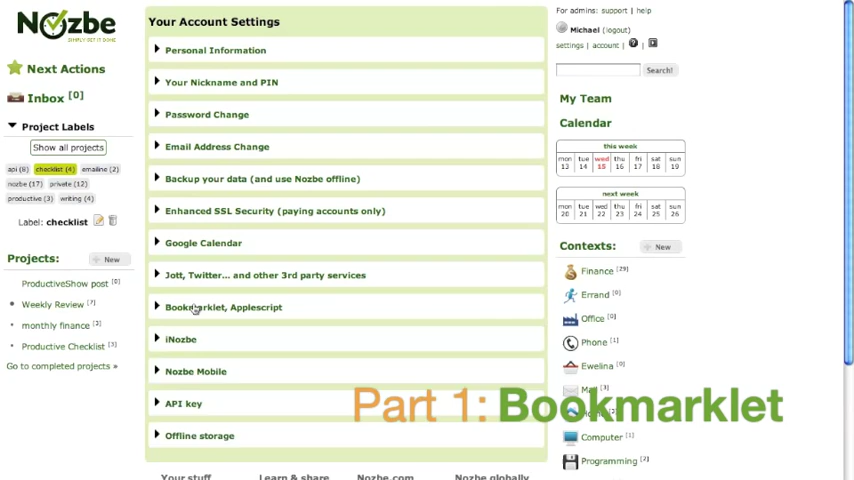 Nozbe
SIMPLY GET IT DONE
Next Actions
Inbox [0]
Project Labels
Show all projects
api (8) checklist (4) emailine (2)
nozbe (17) private (12)
productive (3) writing (4)
Label: checklist
Projects: New
ProductiveShow post [0]
Weekly Review [7]
monthly finance [2]
Productive Checklist [3]
Go to completed projects »
Your Account Settings
Personal Information
Your Nickname and PIN
Password Change
Email Address Change
Backup your data (and use Nozbe offline)
Enhanced SSL Security (paying accounts only)
Google Calendar
Jott, Twitter... and other 3rd party services
Bookmarklet, Applescript
iNozbe
Nozbe Mobile
API key
Offline storage
Part 1: Bookmarklet
Your stuff Learn & share Nozbe.com Nozbe globally
For admins: support | help
Michael (logout)
settings | account |
Search!
My Team
Calendar
this week
mon tue wed thu fri sat sun
13 14 15 16 17 18 19
next week
mon tue wed thu fri sat sun
20 21 22 23 24 25 26
Contexts: New
Finance [29]
Errand [0]
Office [0]
Phone [1]
Ewelina [0]
Computer [1]
Programming [2]